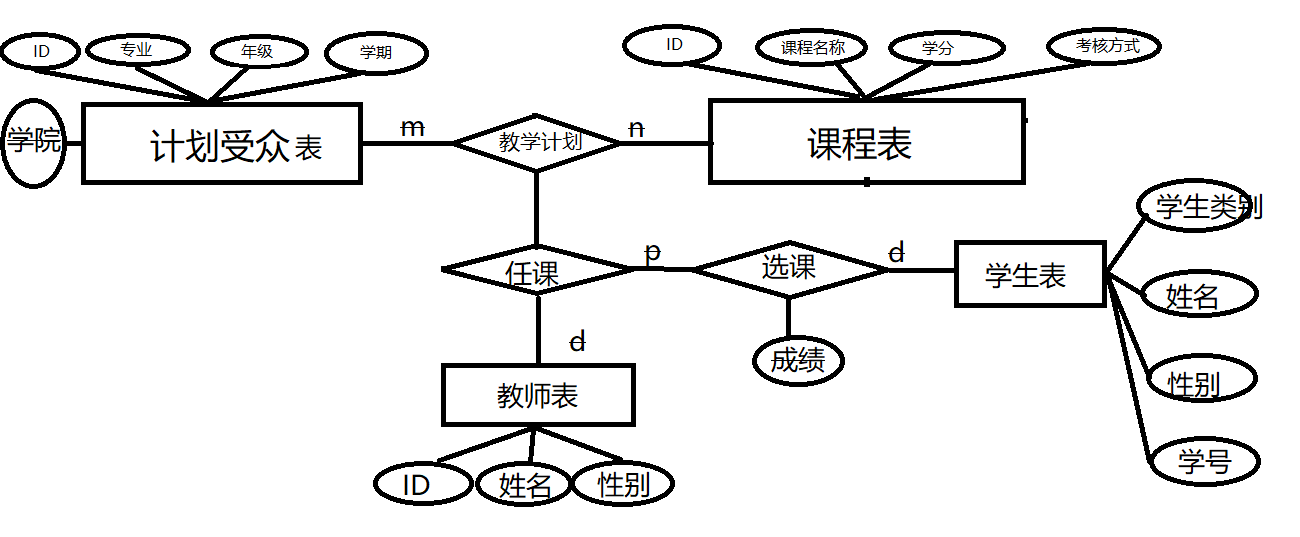 ID
专业
年级
学期
ID
课程名称
学分
考核方式
学院
计划受众 表
m
教学计划
n
课程表
学生类别
任课
p
选课
d
学生表
姓名
d
成绩
性别
教师表
学号
ID
姓名
性别